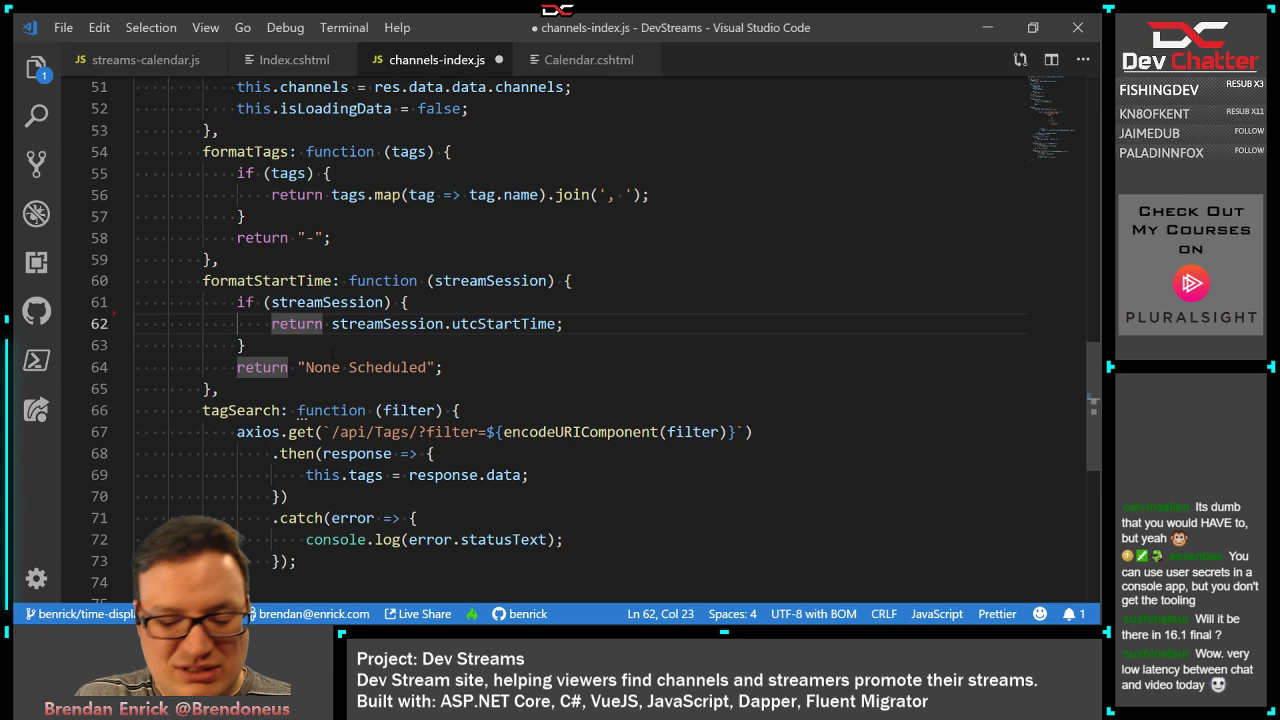 File Edit Selection View Go Debug Terminal Help
channels-index.js - DevStreams - Visual Studio Code
JS streams-calendar.js
Index.cshtml
JS channels-index.js
Calendar.cshtml
1
51 this.channels = res.data.data.channels;
52 this.isLoadingData = false;
53 },
54 formatTags: function (tags) {
55 if (tags) {
56 return tags.map(tag => tag.name).join(', ');
57 }
58 return "-";
59 },
60 formatStartTime: function (streamSession) {
61 if (streamSession) {
62 return streamSession.utcStartTime;
63 }
64 return "None Scheduled";
65 },
66 tagSearch: function (filter) {
67 axios.get(`/api/Tags/?filter=${encodeURIComponent(filter)}`)
68 .then(response => {
69 this.tags = response.data;
70 })
71 .catch(error => {
72 console.log(error.statusText);
73 });
74
benrick/time-displ
brendan@enrick.com
Live Share
benrick
Ln 62, Col 23 Spaces: 4 UTF-8 with BOM CRLF JavaScript Prettier 1
Project: Dev Streams
Dev Stream site, helping viewers find channels and streamers promote their streams.
Built with: ASP.NET Core, C#, VueJS, JavaScript, Dapper, Fluent Migrator
Brendan Enrick @Brendoneus
Dev Chatter
FISHINGDEV RESUB X3
KN8OFKENT RESUB X11
JAIMEDUB FOLLOW
PALADINNFOX FOLLOW
Check Out
My Courses
on
PLURALSIGHT
Its dumb
that you would HAVE to,
but yeah
You
can use user secrets in a
console app, but you don't
get the tooling
Will it be
there in 16.1 final ?
Wow. very
low latency between chat
and video today